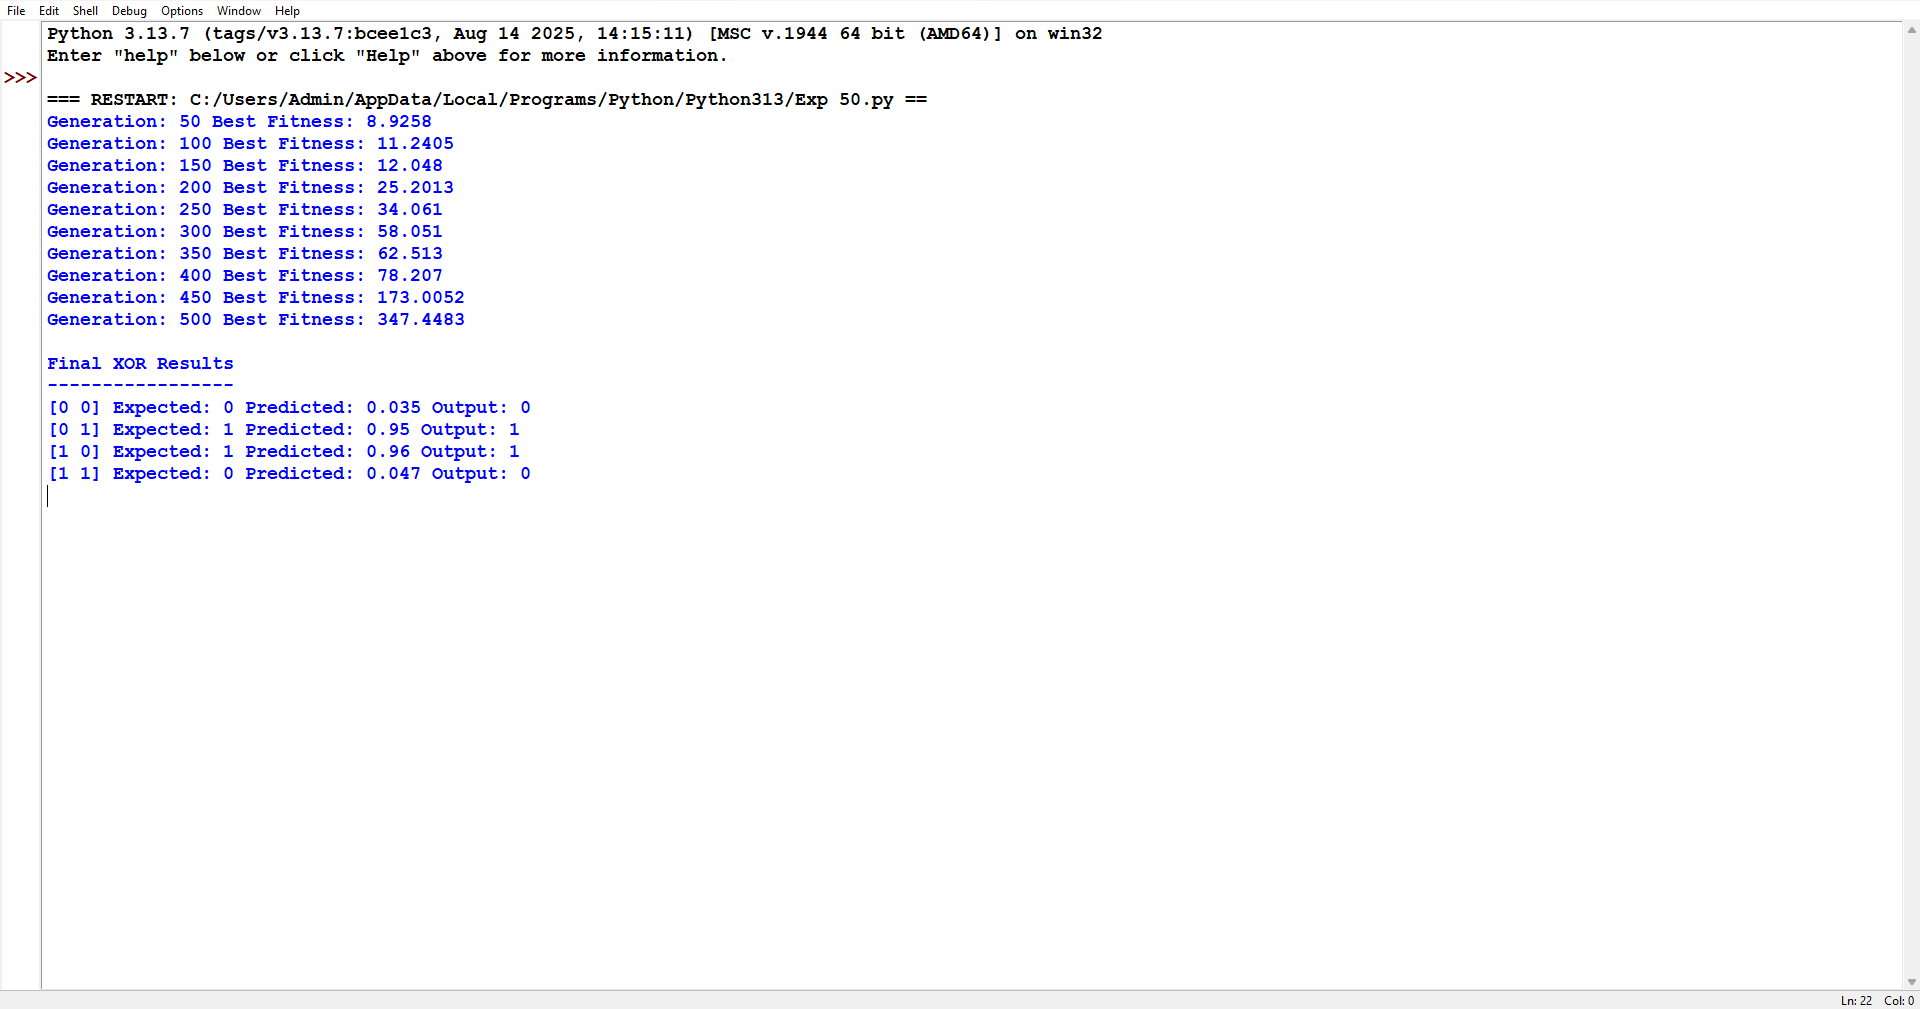 File Edit Shell Debug Options Window Help
Python 3.13.7 (tags/v3.13.7:bcee1c3, Aug 14 2025, 14:15:11) [MSC v.1944 64 bit (AMD64)] on win32
Enter "help" below or click "Help" above for more information.
>>>
=== RESTART: C:/Users/Admin/AppData/Local/Programs/Python/Python313/Exp 50.py ==
Generation: 50 Best Fitness: 8.9258
Generation: 100 Best Fitness: 11.2405
Generation: 150 Best Fitness: 12.048
Generation: 200 Best Fitness: 25.2013
Generation: 250 Best Fitness: 34.061
Generation: 300 Best Fitness: 58.051
Generation: 350 Best Fitness: 62.513
Generation: 400 Best Fitness: 78.207
Generation: 450 Best Fitness: 173.0052
Generation: 500 Best Fitness: 347.4483
Final XOR Results
-----------------
[0 0] Expected: 0 Predicted: 0.035 Output: 0
[0 1] Expected: 1 Predicted: 0.95 Output: 1
[1 0] Expected: 1 Predicted: 0.96 Output: 1
[1 1] Expected: 0 Predicted: 0.047 Output: 0
Ln: 22 Col: 0